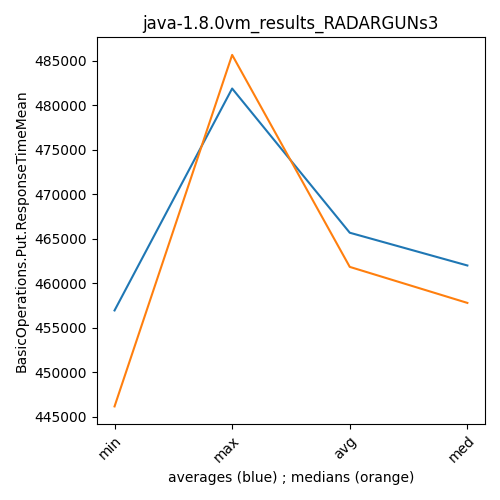 java-1.8.0vm_results_RADARGUNs3
BasicOperations.Put.ResponseTimeMean
485000
480000
475000
470000
465000
460000
455000
450000
445000
min
max
avg
med
averages (blue) ; medians (orange)